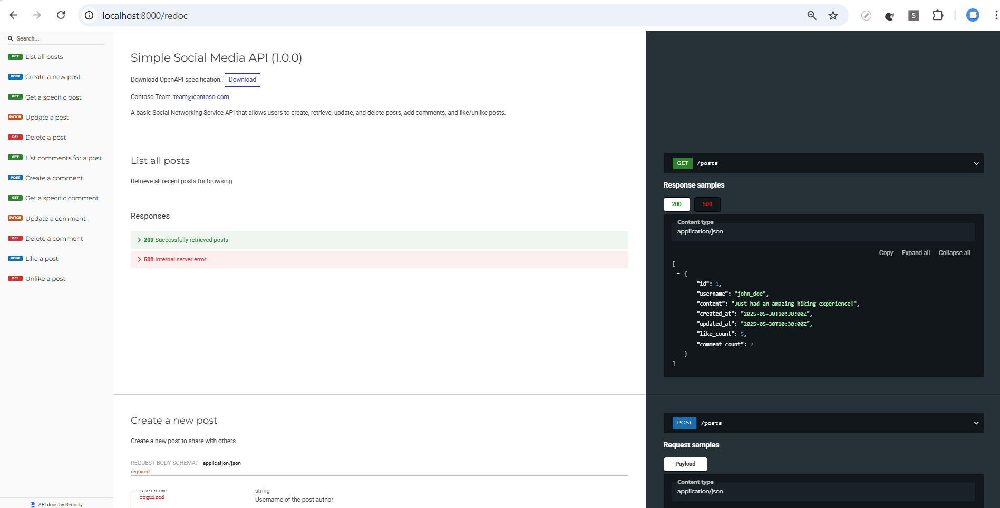 localhost:8000/redoc
S
Search...
GET List all posts
POST Create a new post
GET Get a specific post
PATCH Update a post
DEL Delete a post
GET List comments for a post
POST Create a comment
GET Get a specific comment
PATCH Update a comment
DEL Delete a comment
POST Like a post
DEL Unlike a post
API docs by Redocly
Simple Social Media API (1.0.0)
Download OpenAPI specification: Download
Contoso Team: team@contoso.com
A basic Social Networking Service API that allows users to create, retrieve, update, and delete posts; add comments; and like/unlike posts.
List all posts
Retrieve all recent posts for browsing
Responses
200 Successfully retrieved posts
500 Internal server error
GET /posts
Response samples
200 500
Content type
application/json
Copy Expand all Collapse all
[
- {
"id": 1,
"username": "john_doe",
"content": "Just had an amazing hiking experience!",
"created_at": "2025-05-30T10:30:00Z",
"updated_at": "2025-05-30T10:30:00Z",
"like_count": 5,
"comment_count": 2
}
]
Create a new post
Create a new post to share with others
REQUEST BODY SCHEMA: application/json
required
username string
required
Username of the post author
POST /posts
Request samples
Payload
Content type
application/json